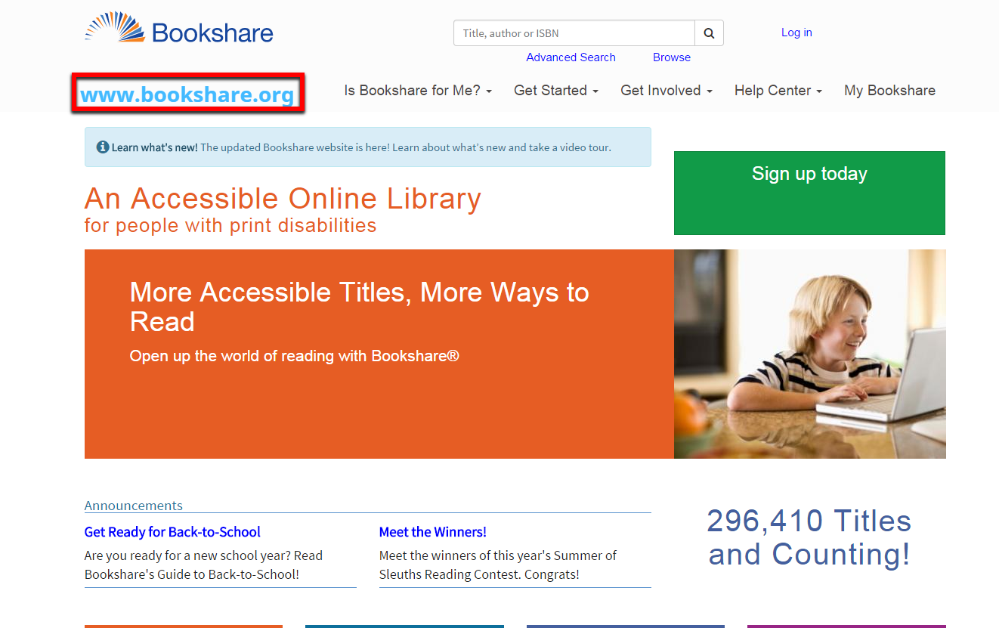 Bookshare
Title, author or ISBN
Log in
Advanced Search Browse
www.bookshare.org
Is Bookshare for Me? Get Started Get Involved Help Center My Bookshare
Learn what's new! The updated Bookshare website is here! Learn about what's new and take a video tour.
Sign up today
An Accessible Online Library
for people with print disabilities
More Accessible Titles, More Ways to
Read
Open up the world of reading with Bookshare®
Announcements
Get Ready for Back-to-School
Are you ready for a new school year? Read
Bookshare's Guide to Back-to-School!
Meet the Winners!
Meet the winners of this year's Summer of
Sleuths Reading Contest. Congrats!
296,410 Titles
and Counting!